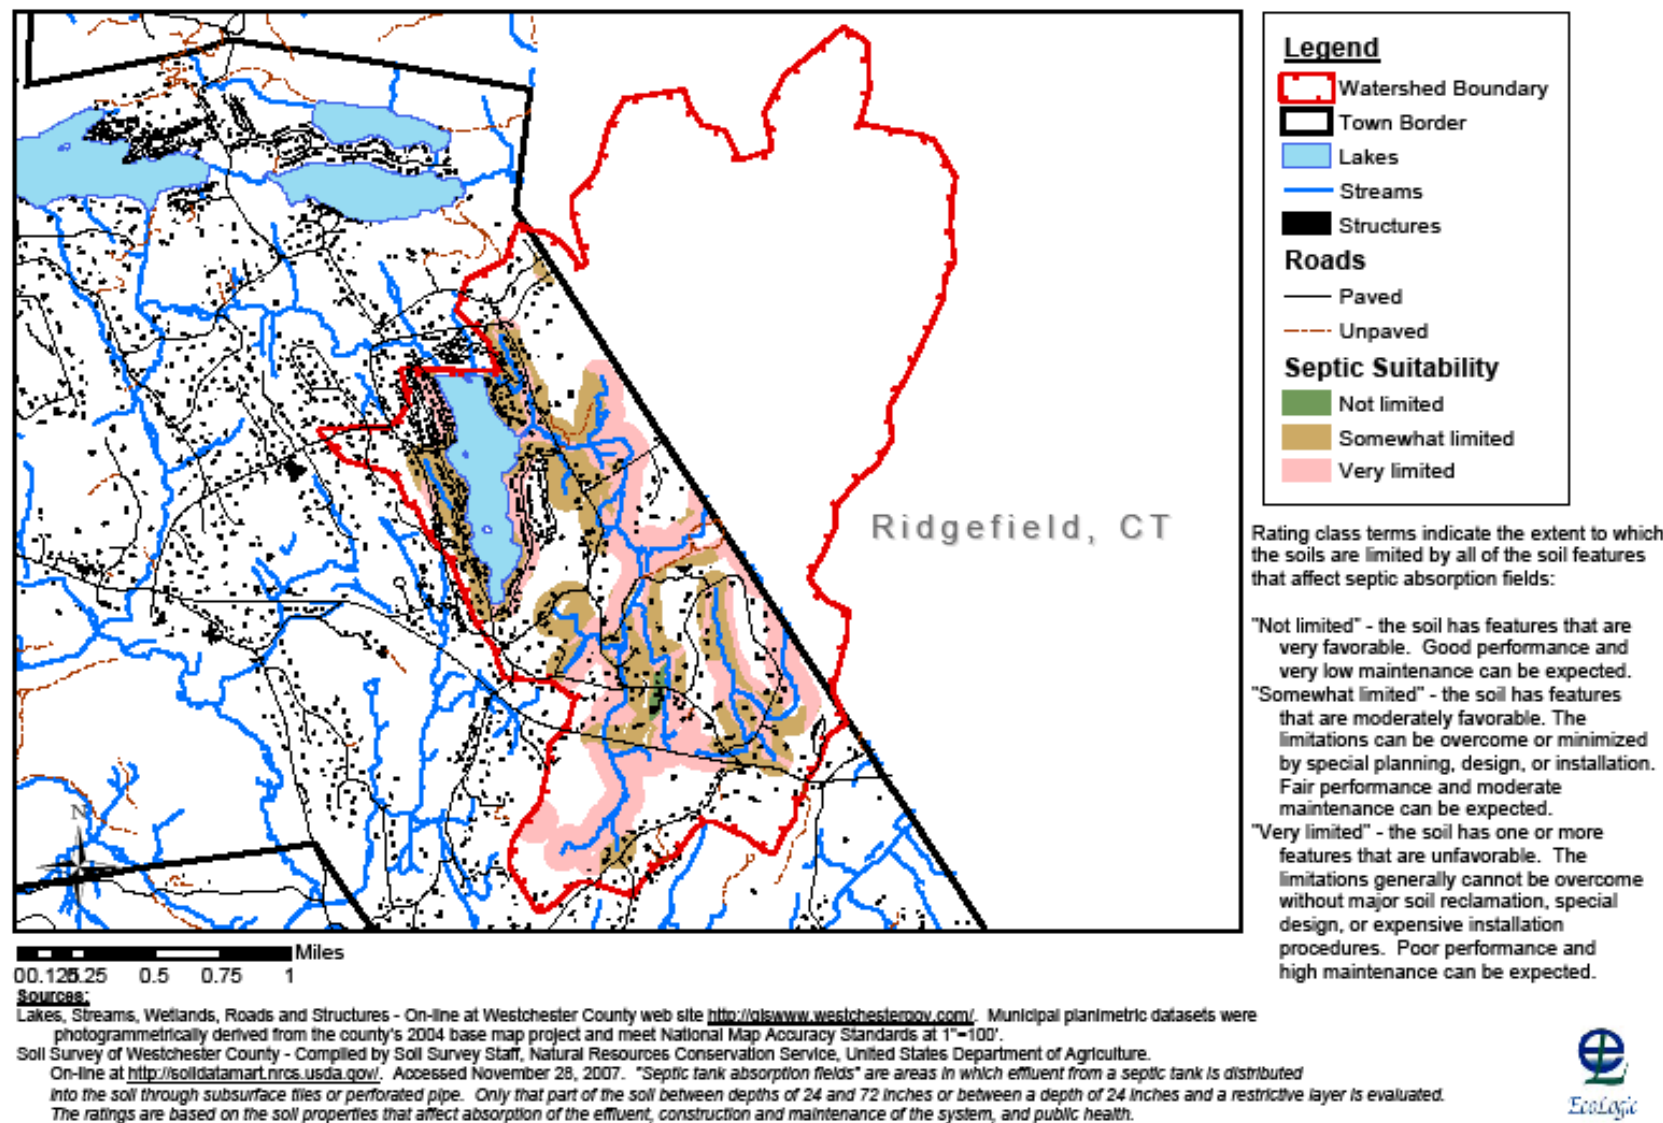 Legend
Watershed Boundary
Town Border
Lakes
Streams
Structures
Roads
Paved
Unpaved
Septic Suitability
Not limited
Somewhat limited
Very limited
Ridgefield, CT
Rating class terms indicate the extent to which
the soils are limited by all of the soil features
that affect septic absorption fields:
"Not limited" - the soil has features that are
very favorable. Good performance and
very low maintenance can be expected.
"Somewhat limited" - the soil has features
that are moderately favorable. The
limitations can be overcome or minimized
by special planning, design, or installation.
Fair performance and moderate
maintenance can be expected.
"Very limited" - the soil has one or more
features that are unfavorable. The
limitations generally cannot be overcome
without major soil reclamation, special
design, or expensive installation
procedures. Poor performance and
high maintenance can be expected.
N
Miles
0 0.125 0.25 0.5 0.75 1
Sources:
Lakes, Streams, Wetlands, Roads and Structures - On-line at Westchester County web site http://giswww.westchestergov.com/. Municipal planimetric datasets were
photogrammetrically derived from the county's 2004 base map project and meet National Map Accuracy Standards at 1"=100'.
Soil Survey of Westchester County - Compiled by Soil Survey Staff, Natural Resources Conservation Service, United States Department of Agriculture.
On-line at http://soildatamart.nrcs.usda.gov/. Accessed November 28, 2007. "Septic tank absorption fields" are areas in which effluent from a septic tank is distributed
into the soil through subsurface tiles or perforated pipe. Only that part of the soil between depths of 24 and 72 inches or between a depth of 24 inches and a restrictive layer is evaluated.
The ratings are based on the soil properties that affect absorption of the effluent, construction and maintenance of the system, and public health.
EcoLogic